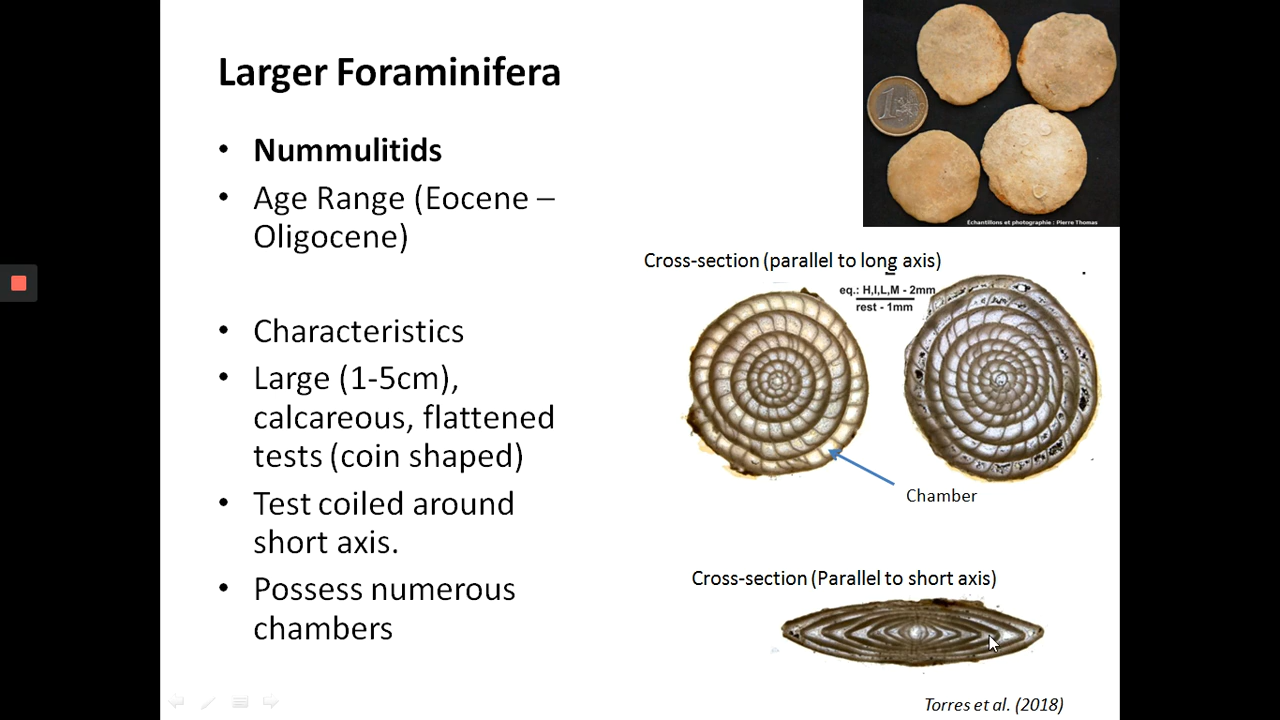 Larger Foraminifera
• Nummulitids
• Age Range (Eocene –
Oligocene)
• Characteristics
• Large (1-5cm),
calcareous, flattened
tests (coin shaped)
• Test coiled around
short axis.
• Possess numerous
chambers
1
Échantillons et photographie : Pierre Thomas
Cross-section (parallel to long axis)
eq.: H,I,L,M - 2mm
rest - 1mm
Chamber
Cross-section (Parallel to short axis)
Torres et al. (2018)